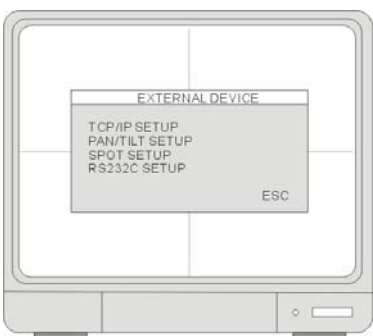 EXTERNAL DEVICE
TCP/IP SETUP
PAN/TILT SETUP
SPOT SETUP
RS232C SETUP
ESC